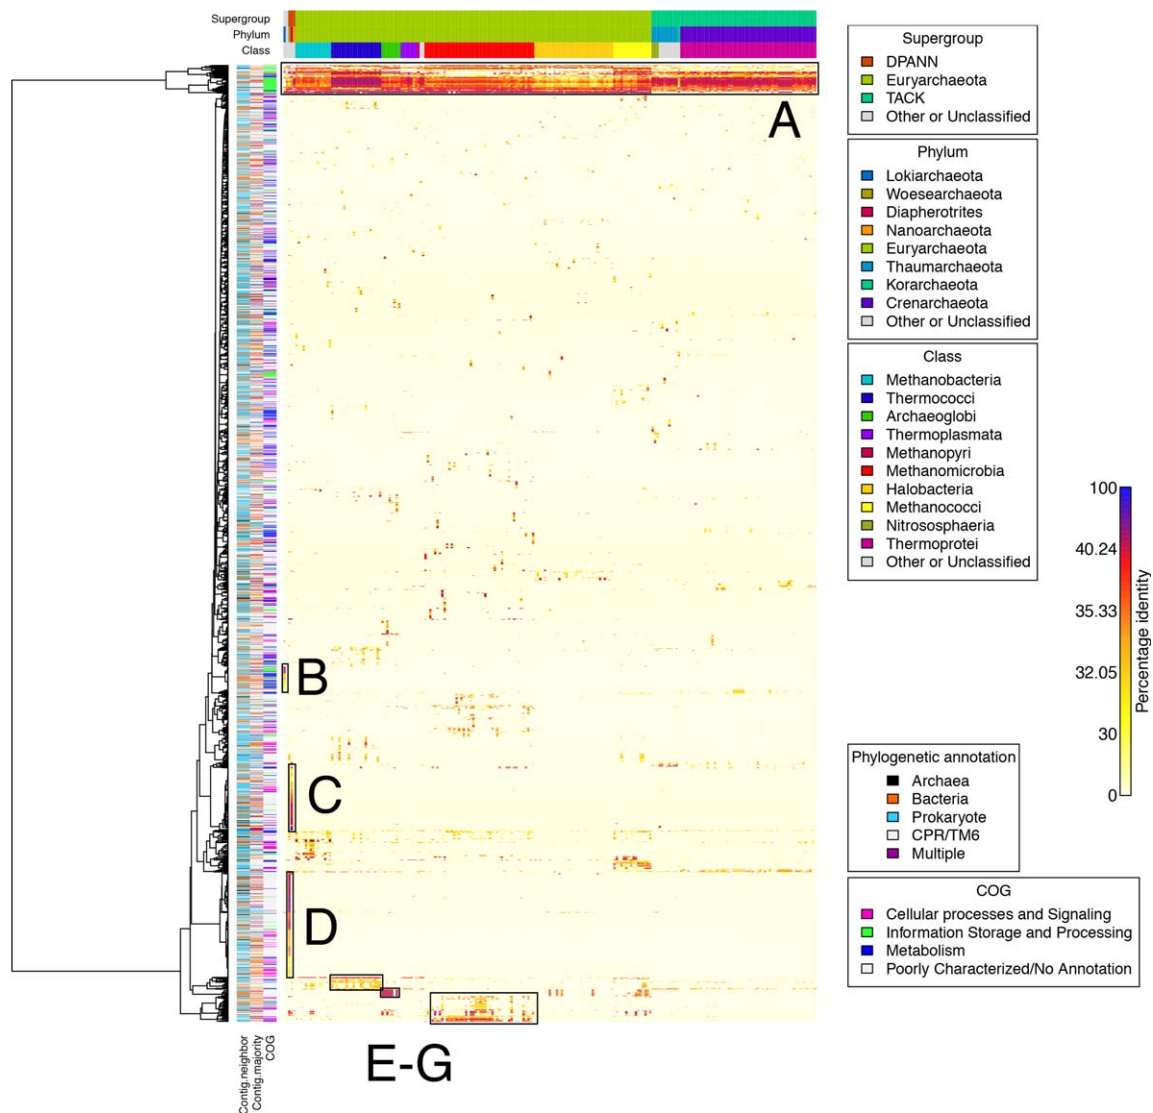 Supergroup
Phylum
Class
A
B
C
D
E-G
Contig.neighbor
Contig.majority
COG
Supergroup
DPANN
Euryarchaeota
TACK
Other or Unclassified
Phylum
Lokiarchaeota
Woesearchaeota
Diapherotrites
Nanoarchaeota
Euryarchaeota
Thaumarchaeota
Korarchaeota
Crenarchaeota
Other or Unclassified
Class
Methanobacteria
Thermococci
Archaeoglobi
Thermoplasmata
Methanopyri
Methanomicrobia
Halobacteria
Methanococci
Nitrososphaeria
Thermoprotei
Other or Unclassified
100
40.24
35.33
32.05
30
0
Percentage identity
Phylogenetic annotation
Archaea
Bacteria
Prokaryote
CPR/TM6
Multiple
COG
Cellular processes and Signaling
Information Storage and Processing
Metabolism
Poorly Characterized/No Annotation